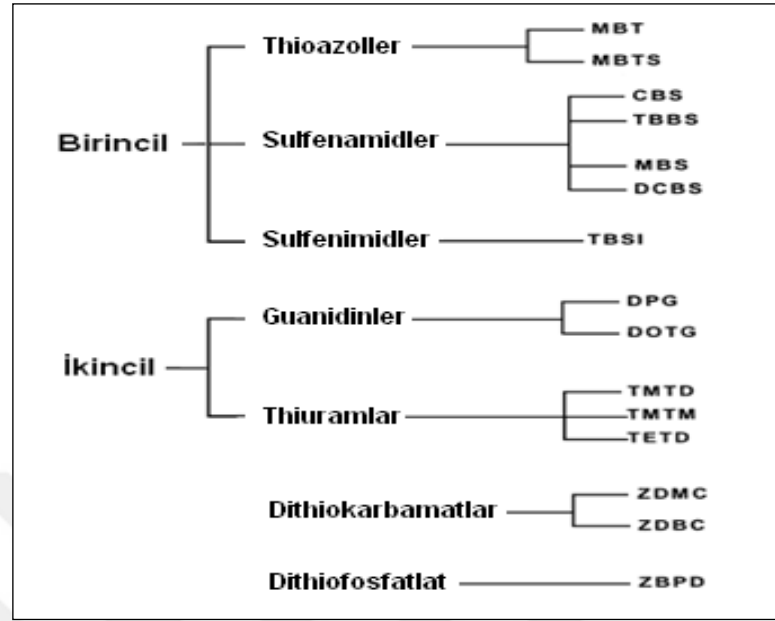 MBT
Thioazoller
MBTS
CBS
TBBS
Birincil
Sulfenamidler
MBS
DCBS
Sulfenimidler
TBSI
DPG
Guanidinler
DOTG
İkincil
TMTD
Thiuramlar
TMTM
TETD
ZDMC
Dithiokarbamatlar
ZDBC
Dithiofosfatlat
ZBPD